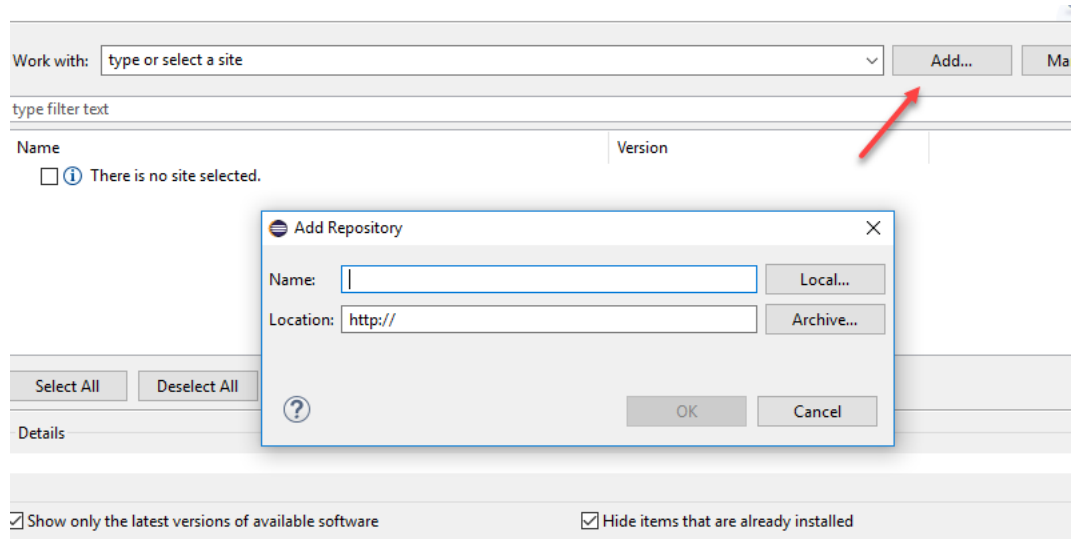 Work with: type or select a site Add... Ma
type filter text
Name Version
There is no site selected.
Add Repository
Name: Local...
Location: http:// Archive...
Select All Deselect All
? OK Cancel
Details
Show only the latest versions of available software Hide items that are already installed